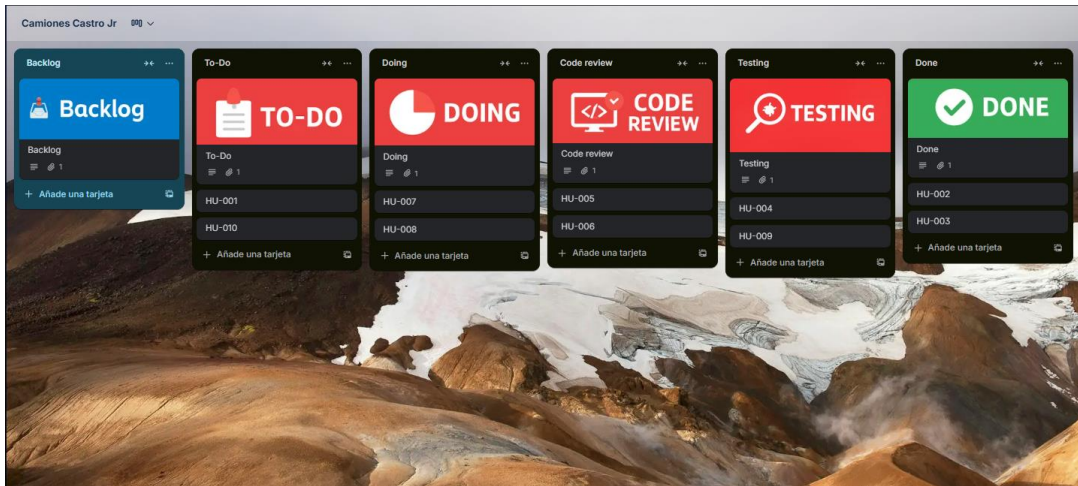 Camiones Castro Jr
Backlog
Backlog
Backlog
1
+ Añade una tarjeta
To-Do
TO-DO
To-Do
1
HU-001
HU-010
+ Añade una tarjeta
Doing
DOING
Doing
1
HU-007
HU-008
+ Añade una tarjeta
Code review
</>
CODE
REVIEW
Code review
1
HU-005
HU-006
+ Añade una tarjeta
Testing
TESTING
Testing
1
HU-004
HU-009
+ Añade una tarjeta
Done
DONE
Done
1
HU-002
HU-003
+ Añade una tarjeta